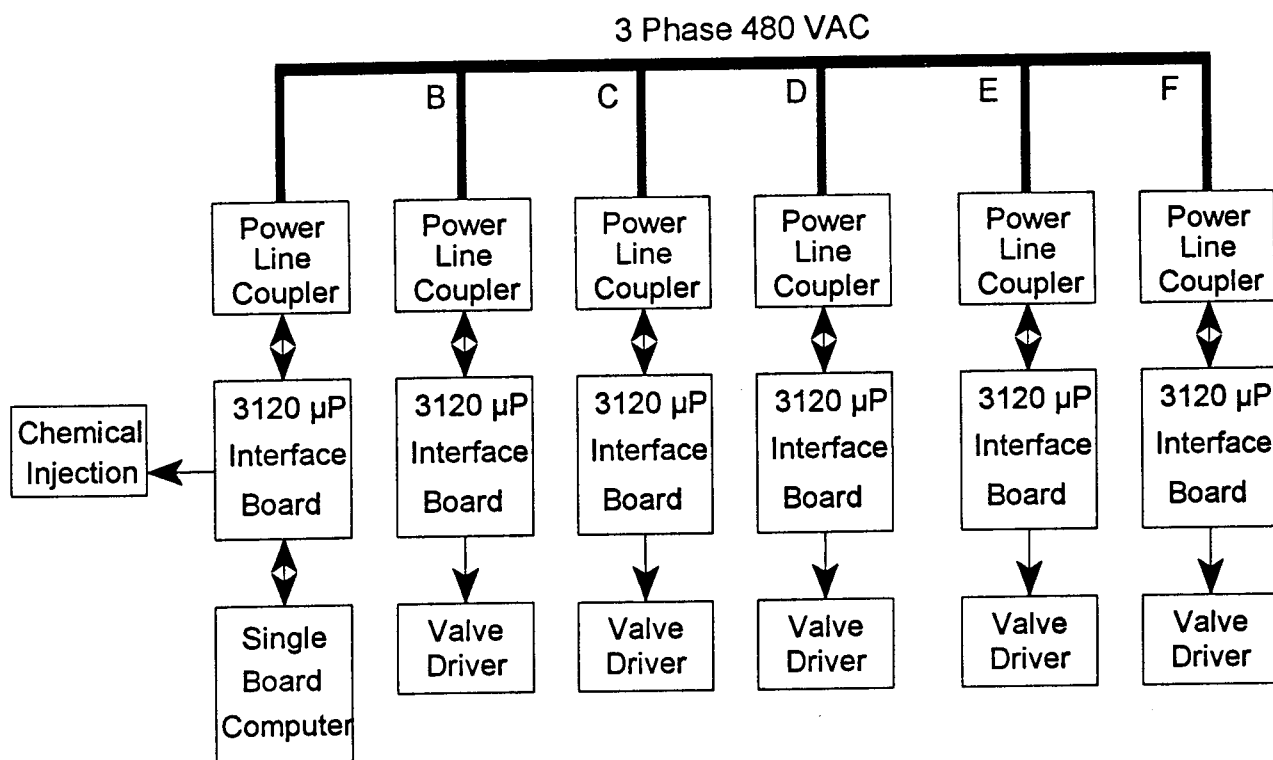 3 Phase 480 VAC
B
C
D
E
F
Power
Line
Coupler
Power
Line
Coupler
Power
Line
Coupler
Power
Line
Coupler
Power
Line
Coupler
Power
Line
Coupler
Chemical
Injection
3120 µP
Interface
Board
3120 µP
Interface
Board
3120 µP
Interface
Board
3120 µP
Interface
Board
3120 µP
Interface
Board
3120 µP
Interface
Board
Single
Board
Computer
Valve
Driver
Valve
Driver
Valve
Driver
Valve
Driver
Valve
Driver